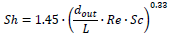 Sh = 1.45 · (d_out / L · Re · Sc)^0.33